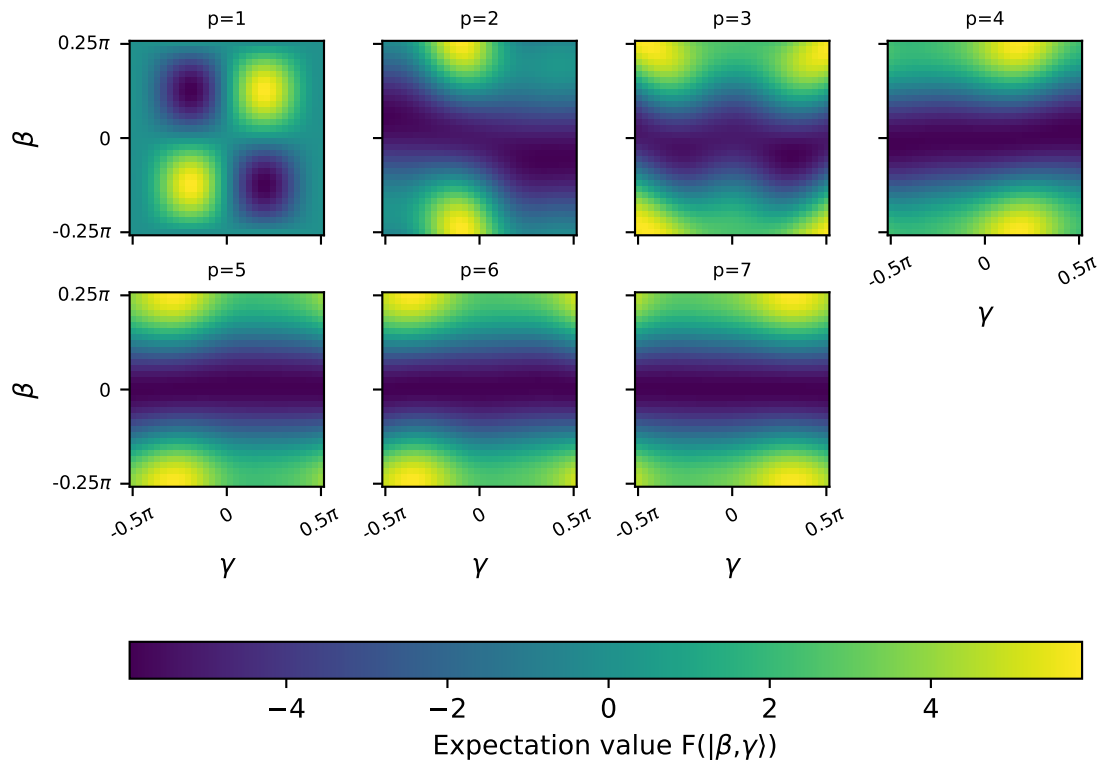 p=1 p=2 p=3 p=4
0.25π
β 0
-0.25π
-0.5π 0 0.5π
γ
p=5 p=6 p=7
0.25π
β 0
-0.25π
-0.5π 0 0.5π -0.5π 0 0.5π -0.5π 0 0.5π
γ γ γ
−4 −2 0 2 4
Expectation value F(|β,γ⟩)